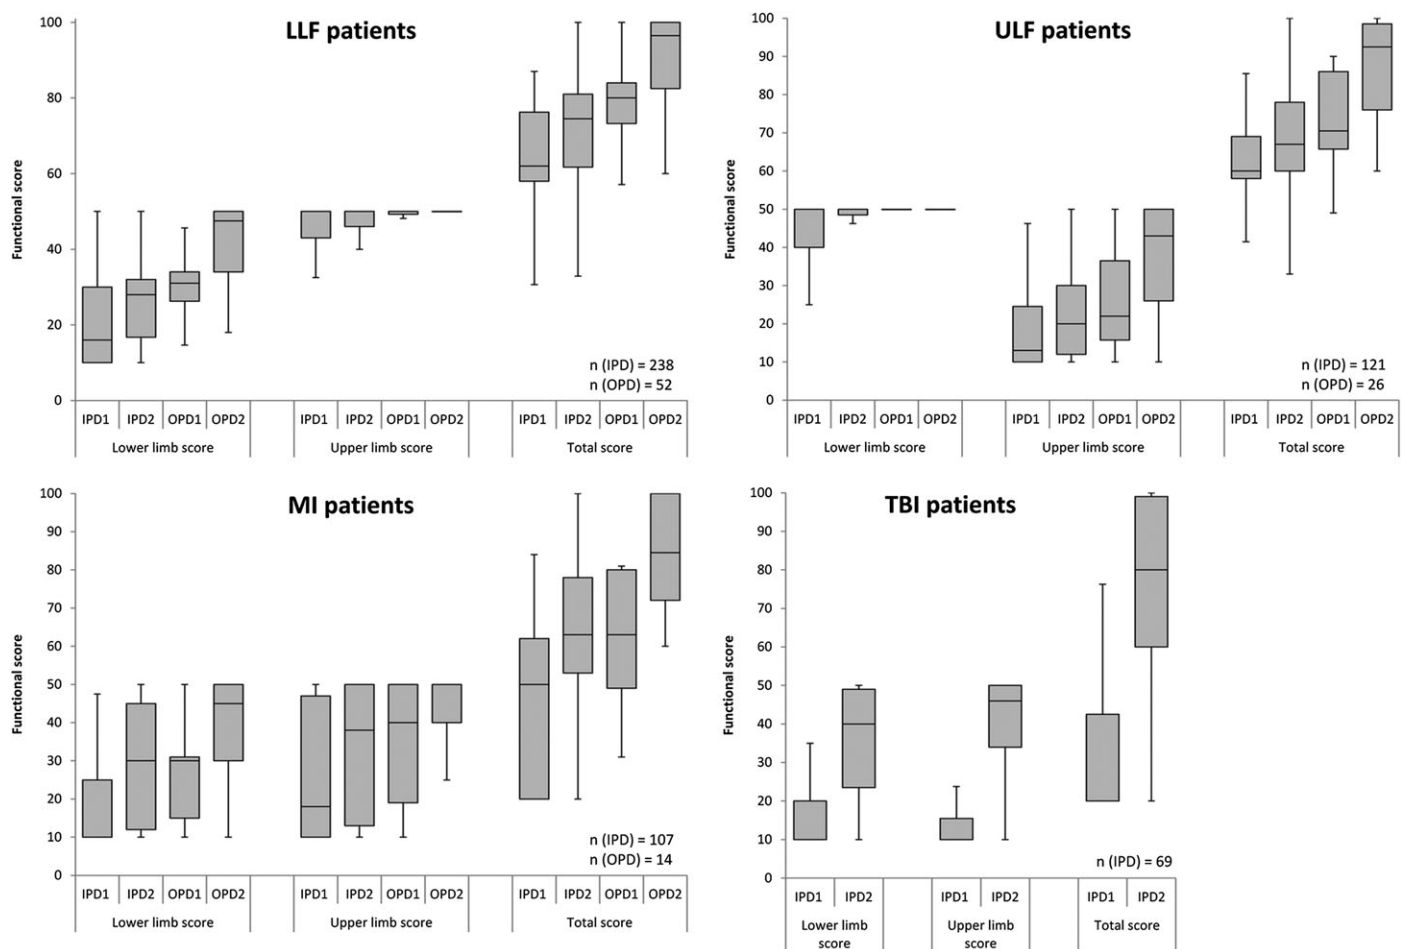 LLF patients
Functional score
100
80
60
40
20
0
n (IPD) = 238
n (OPD) = 52
IPD1 IPD2 OPD1 OPD2 IPD1 IPD2 OPD1 OPD2 IPD1 IPD2 OPD1 OPD2
Lower limb score Upper limb score Total score
ULF patients
Functional score
100
90
80
70
60
50
40
30
20
10
0
n (IPD) = 121
n (OPD) = 26
IPD1 IPD2 OPD1 OPD2 IPD1 IPD2 OPD1 OPD2 IPD1 IPD2 OPD1 OPD2
Lower limb score Upper limb score Total score
MI patients
Functional score
100
90
80
70
60
50
40
30
20
10
0
n (IPD) = 107
n (OPD) = 14
IPD1 IPD2 OPD1 OPD2 IPD1 IPD2 OPD1 OPD2 IPD1 IPD2 OPD1 OPD2
Lower limb score Upper limb score Total score
TBI patients
Functional score
100
90
80
70
60
50
40
30
20
10
0
n (IPD) = 69
IPD1 IPD2 IPD1 IPD2 IPD1 IPD2
Lower limb score Upper limb score Total score